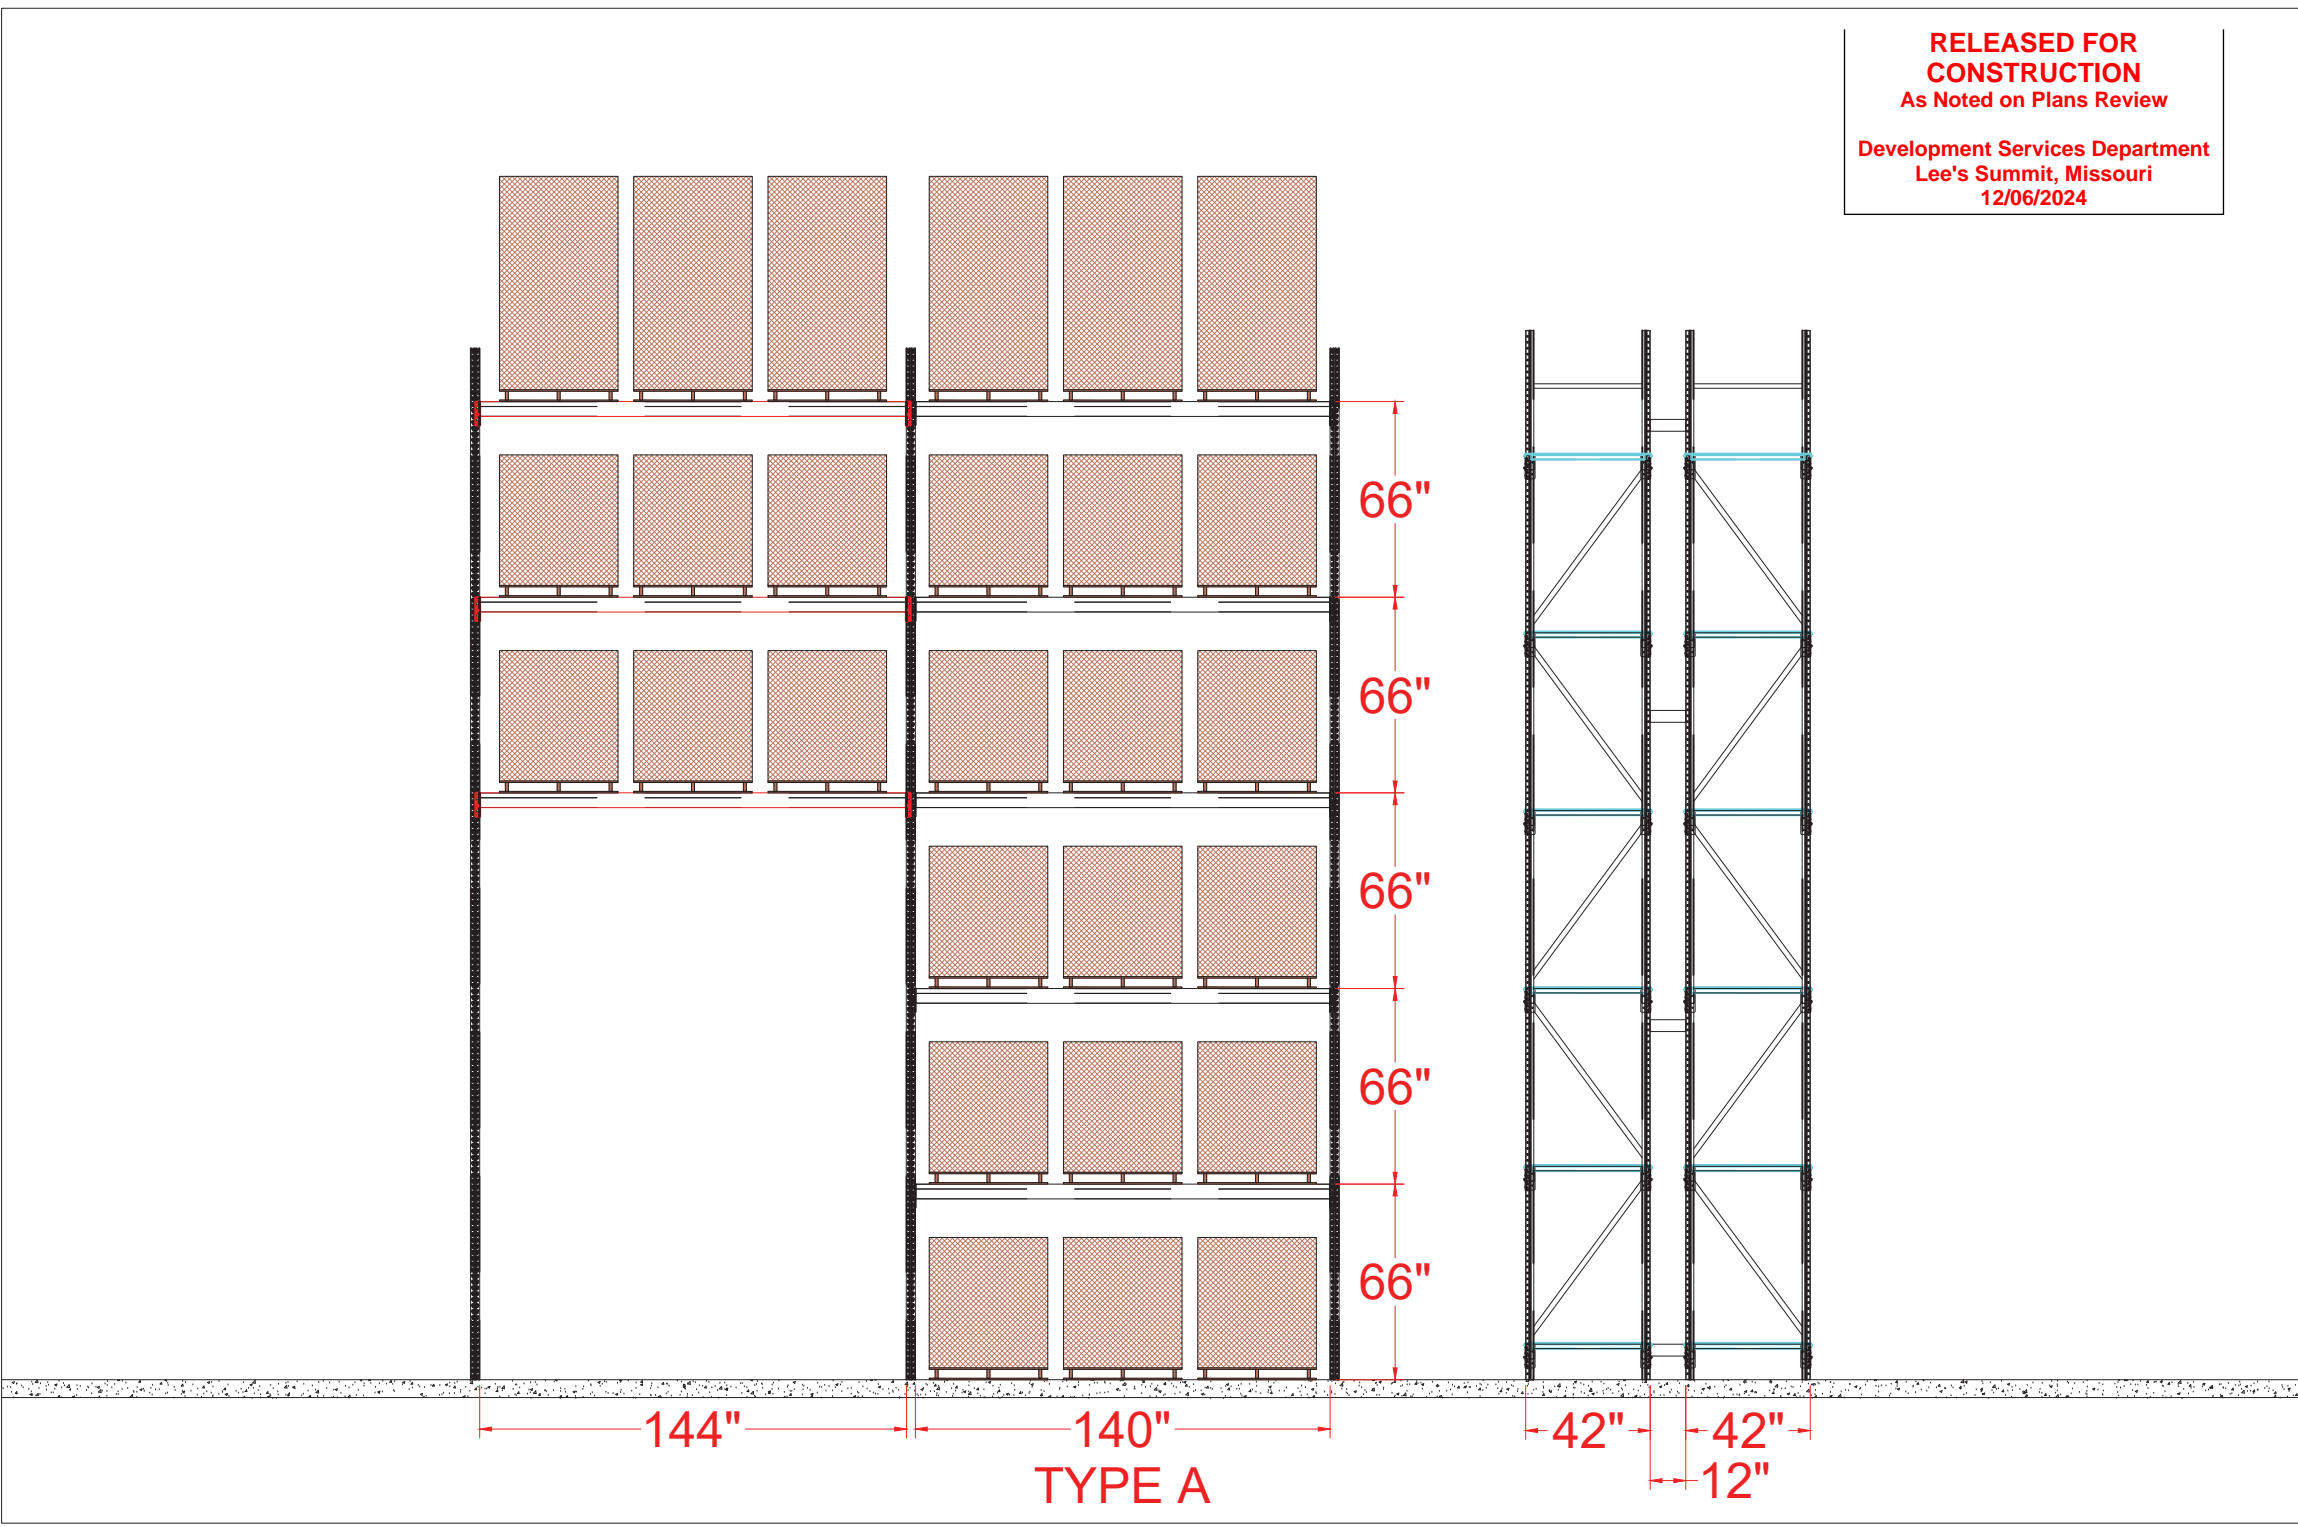 RELEASED FOR
CONSTRUCTION
As Noted on Plans Review
Development Services Department
Lee's Summit, Missouri
12/06/2024
66"
66"
66"
66"
66"
144"
140"
42"
42"
12"
TYPE A